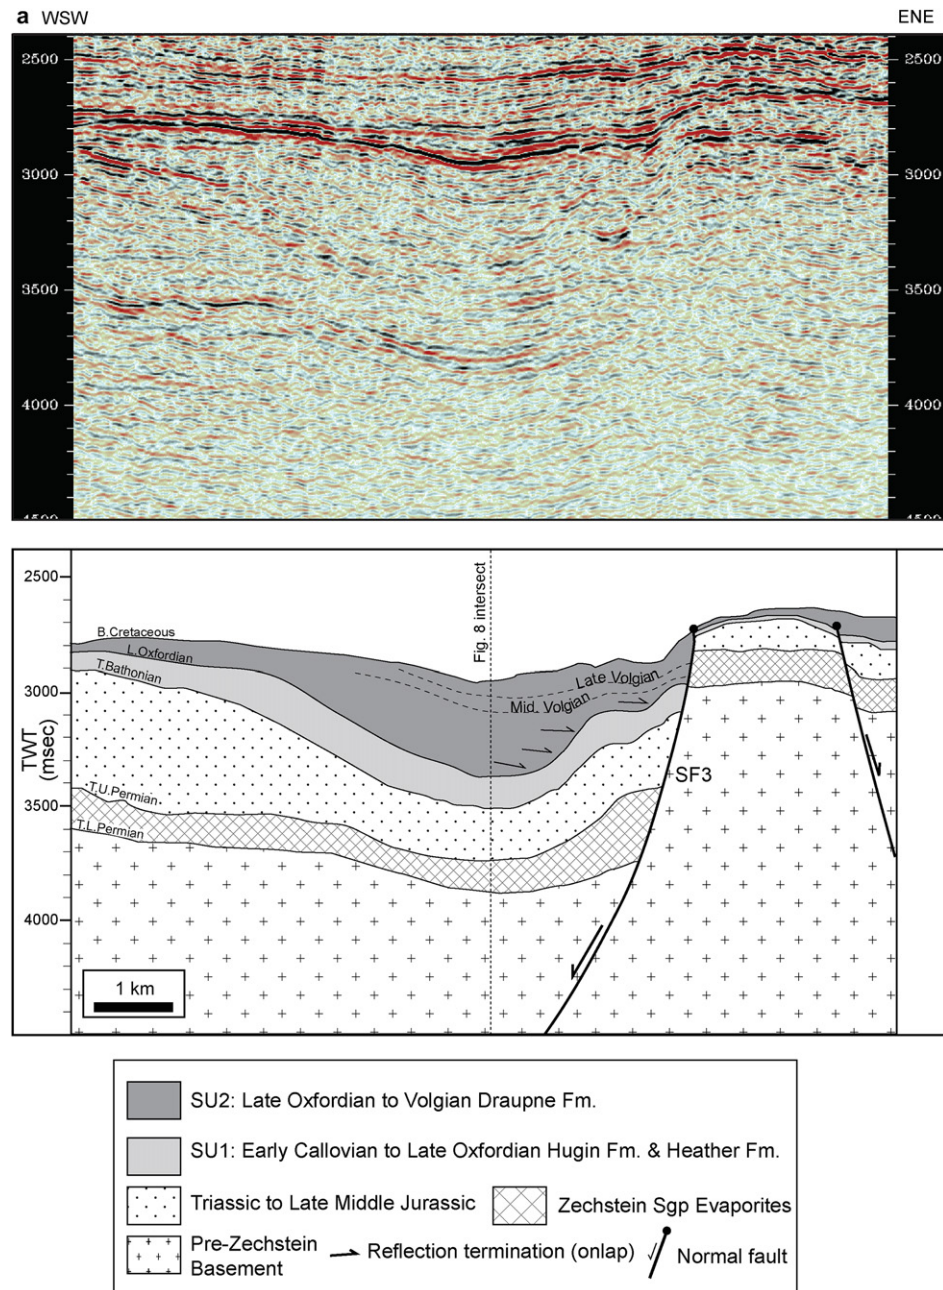 a WSW
ENE
2500
2500
3000
3000
3500
3500
4000
4000
4500
4500
2500
3000
3500
4000
TWT
(msec)
Fig. 8 intersect
B.Cretaceous
L.Oxfordian
T.Bathonian
Late Volgian
Mid. Volgian
SF3
T.U.Permian
T.L.Permian
1 km
SU2: Late Oxfordian to Volgian Draupne Fm.
SU1: Early Callovian to Late Oxfordian Hugin Fm. & Heather Fm.
Triassic to Late Middle Jurassic
Zechstein Sgp Evaporites
Pre-Zechstein
Basement
Reflection termination (onlap)
Normal fault